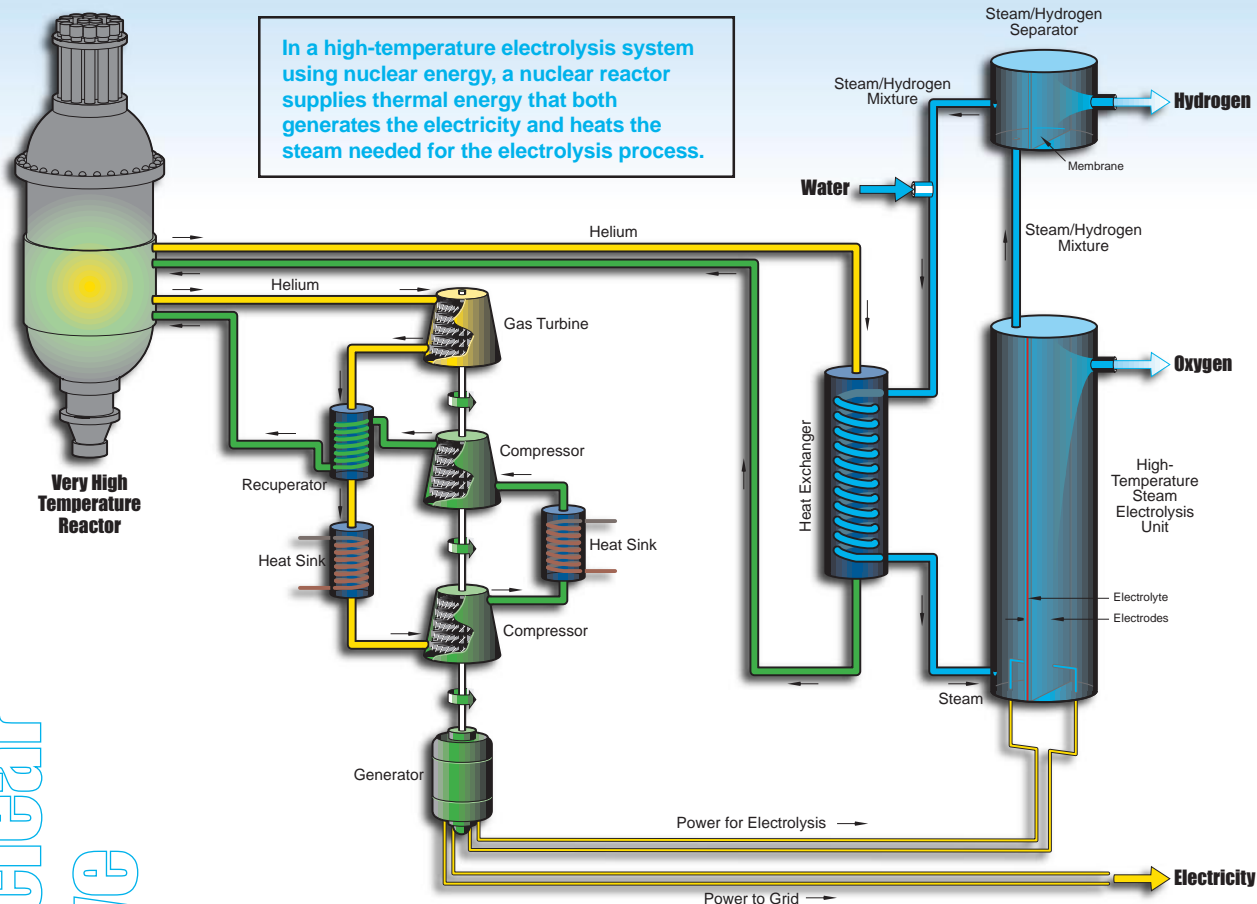 In a high-temperature electrolysis system
using nuclear energy, a nuclear reactor
supplies thermal energy that both
generates the electricity and heats the
steam needed for the electrolysis process.
Steam/Hydrogen
Separator
Steam/Hydrogen
Mixture
Hydrogen
Membrane
Water
Steam/Hydrogen
Mixture
Helium
Helium
Gas Turbine
Oxygen
Very High
Temperature
Reactor
Recuperator
Compressor
Heat Exchanger
High-
Temperature
Steam
Electrolysis
Unit
Heat Sink
Heat Sink
Compressor
Electrolyte
Electrodes
Steam
Generator
Power for Electrolysis
Electricity
Power to Grid